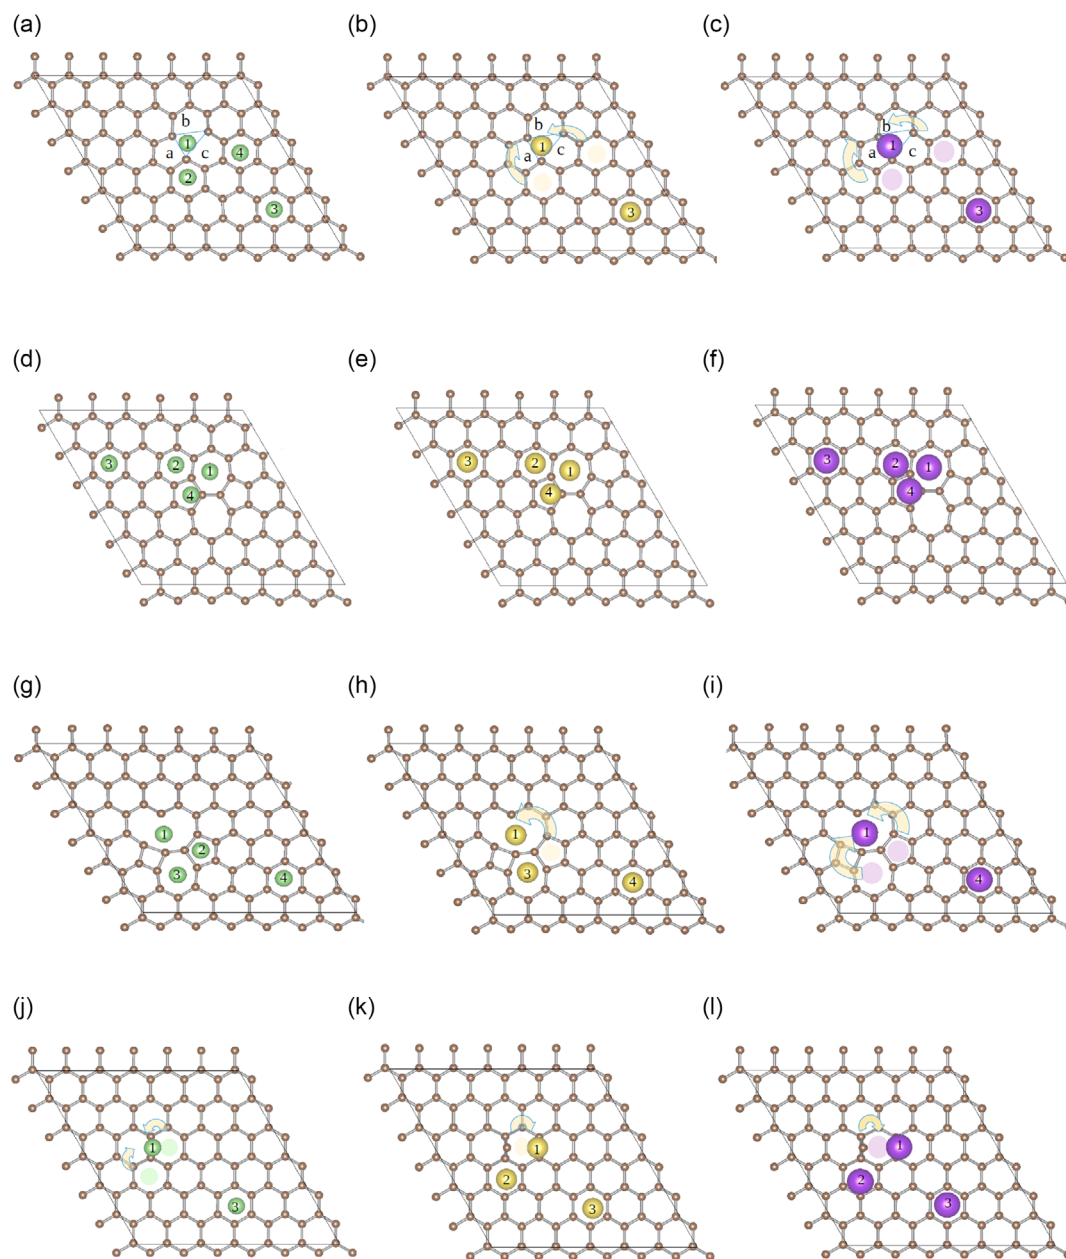 (a) (b) (c)
b b b
1 1 1
a c 4 a c a c
2
3 3 3
(d) (e) (f)
3 2 1 3 2 1 3 2 1
4 4 4
(g) (h) (i)
1 1 1
2
3 4 3 4 4
(j) (k) (l)
1 1 1
2 2
3 3 3